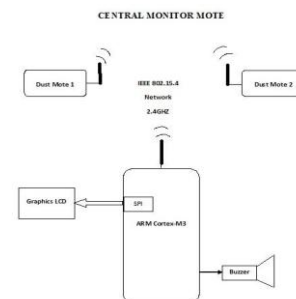 CENTRAL MONITOR MOTE
Dust Mote 1
IEEE 802.15.4
Network
2.4GHZ
Dust Mote 2
Graphics LCD
SPI
ARM Cortex-M3
Buzzer